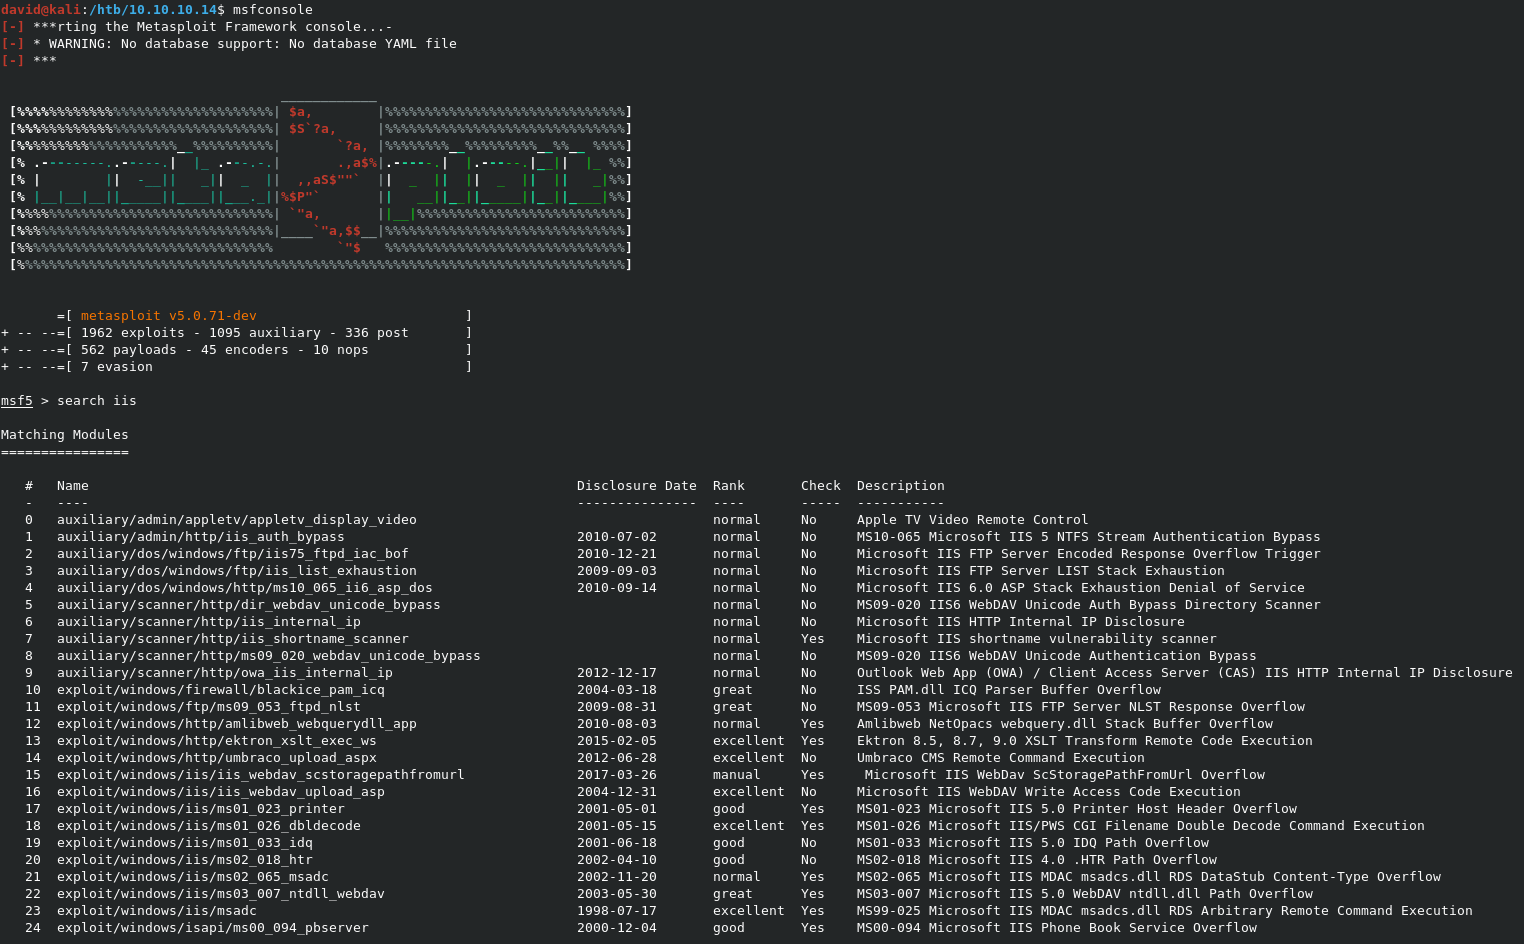 david@kali:/htb/10.10.10.14$ msfconsole
[-] ***rting the Metasploit Framework console...-
[-] * WARNING: No database support: No database YAML file
[-] ***
=[ metasploit v5.0.71-dev ]
+ -- --=[ 1962 exploits - 1095 auxiliary - 336 post ]
+ -- --=[ 562 payloads - 45 encoders - 10 nops ]
+ -- --=[ 7 evasion ]
msf5 > search iis
Matching Modules
================
# Name Disclosure Date Rank Check Description
- ---- --------------- ---- ----- -----------
0 auxiliary/admin/appletv/appletv_display_video normal No Apple TV Video Remote Control
1 auxiliary/admin/http/iis_auth_bypass 2010-07-02 normal No MS10-065 Microsoft IIS 5 NTFS Stream Authentication Bypass
2 auxiliary/dos/windows/ftp/iis75_ftpd_iac_bof 2010-12-21 normal No Microsoft IIS FTP Server Encoded Response Overflow Trigger
3 auxiliary/dos/windows/ftp/iis_list_exhaustion 2009-09-03 normal No Microsoft IIS FTP Server LIST Stack Exhaustion
4 auxiliary/dos/windows/http/ms10_065_ii6_asp_dos 2010-09-14 normal No Microsoft IIS 6.0 ASP Stack Exhaustion Denial of Service
5 auxiliary/scanner/http/dir_webdav_unicode_bypass normal No MS09-020 IIS6 WebDAV Unicode Auth Bypass Directory Scanner
6 auxiliary/scanner/http/iis_internal_ip normal No Microsoft IIS HTTP Internal IP Disclosure
7 auxiliary/scanner/http/iis_shortname_scanner normal Yes Microsoft IIS shortname vulnerability scanner
8 auxiliary/scanner/http/ms09_020_webdav_unicode_bypass normal No MS09-020 IIS6 WebDAV Unicode Authentication Bypass
9 auxiliary/scanner/http/owa_iis_internal_ip 2012-12-17 normal No Outlook Web App (OWA) / Client Access Server (CAS) IIS HTTP Internal IP Disclosure
10 exploit/windows/firewall/blackice_pam_icq 2004-03-18 great No ISS PAM.dll ICQ Parser Buffer Overflow
11 exploit/windows/ftp/ms09_053_ftpd_nlst 2009-08-31 great No MS09-053 Microsoft IIS FTP Server NLST Response Overflow
12 exploit/windows/http/amlibweb_webquerydll_app 2010-08-03 normal Yes Amlibweb NetOpacs webquery.dll Stack Buffer Overflow
13 exploit/windows/http/ektron_xslt_exec_ws 2015-02-05 excellent Yes Ektron 8.5, 8.7, 9.0 XSLT Transform Remote Code Execution
14 exploit/windows/http/umbraco_upload_aspx 2012-06-28 excellent No Umbraco CMS Remote Command Execution
15 exploit/windows/iis/iis_webdav_scstoragepathfromurl 2017-03-26 manual Yes Microsoft IIS WebDav ScStoragePathFromUrl Overflow
16 exploit/windows/iis/iis_webdav_upload_asp 2004-12-31 excellent No Microsoft IIS WebDAV Write Access Code Execution
17 exploit/windows/iis/ms01_023_printer 2001-05-01 good Yes MS01-023 Microsoft IIS 5.0 Printer Host Header Overflow
18 exploit/windows/iis/ms01_026_dbldecode 2001-05-15 excellent Yes MS01-026 Microsoft IIS/PWS CGI Filename Double Decode Command Execution
19 exploit/windows/iis/ms01_033_idq 2001-06-18 good No MS01-033 Microsoft IIS 5.0 IDQ Path Overflow
20 exploit/windows/iis/ms02_018_htr 2002-04-10 good No MS02-018 Microsoft IIS 4.0 .HTR Path Overflow
21 exploit/windows/iis/ms02_065_msadc 2002-11-20 normal Yes MS02-065 Microsoft IIS MDAC msadcs.dll RDS DataStub Content-Type Overflow
22 exploit/windows/iis/ms03_007_ntdll_webdav 2003-05-30 great Yes MS03-007 Microsoft IIS 5.0 WebDAV ntdll.dll Path Overflow
23 exploit/windows/iis/msadc 1998-07-17 excellent Yes MS99-025 Microsoft IIS MDAC msadcs.dll RDS Arbitrary Remote Command Execution
24 exploit/windows/isapi/ms00_094_pbserver 2000-12-04 good Yes MS00-094 Microsoft IIS Phone Book Service Overflow